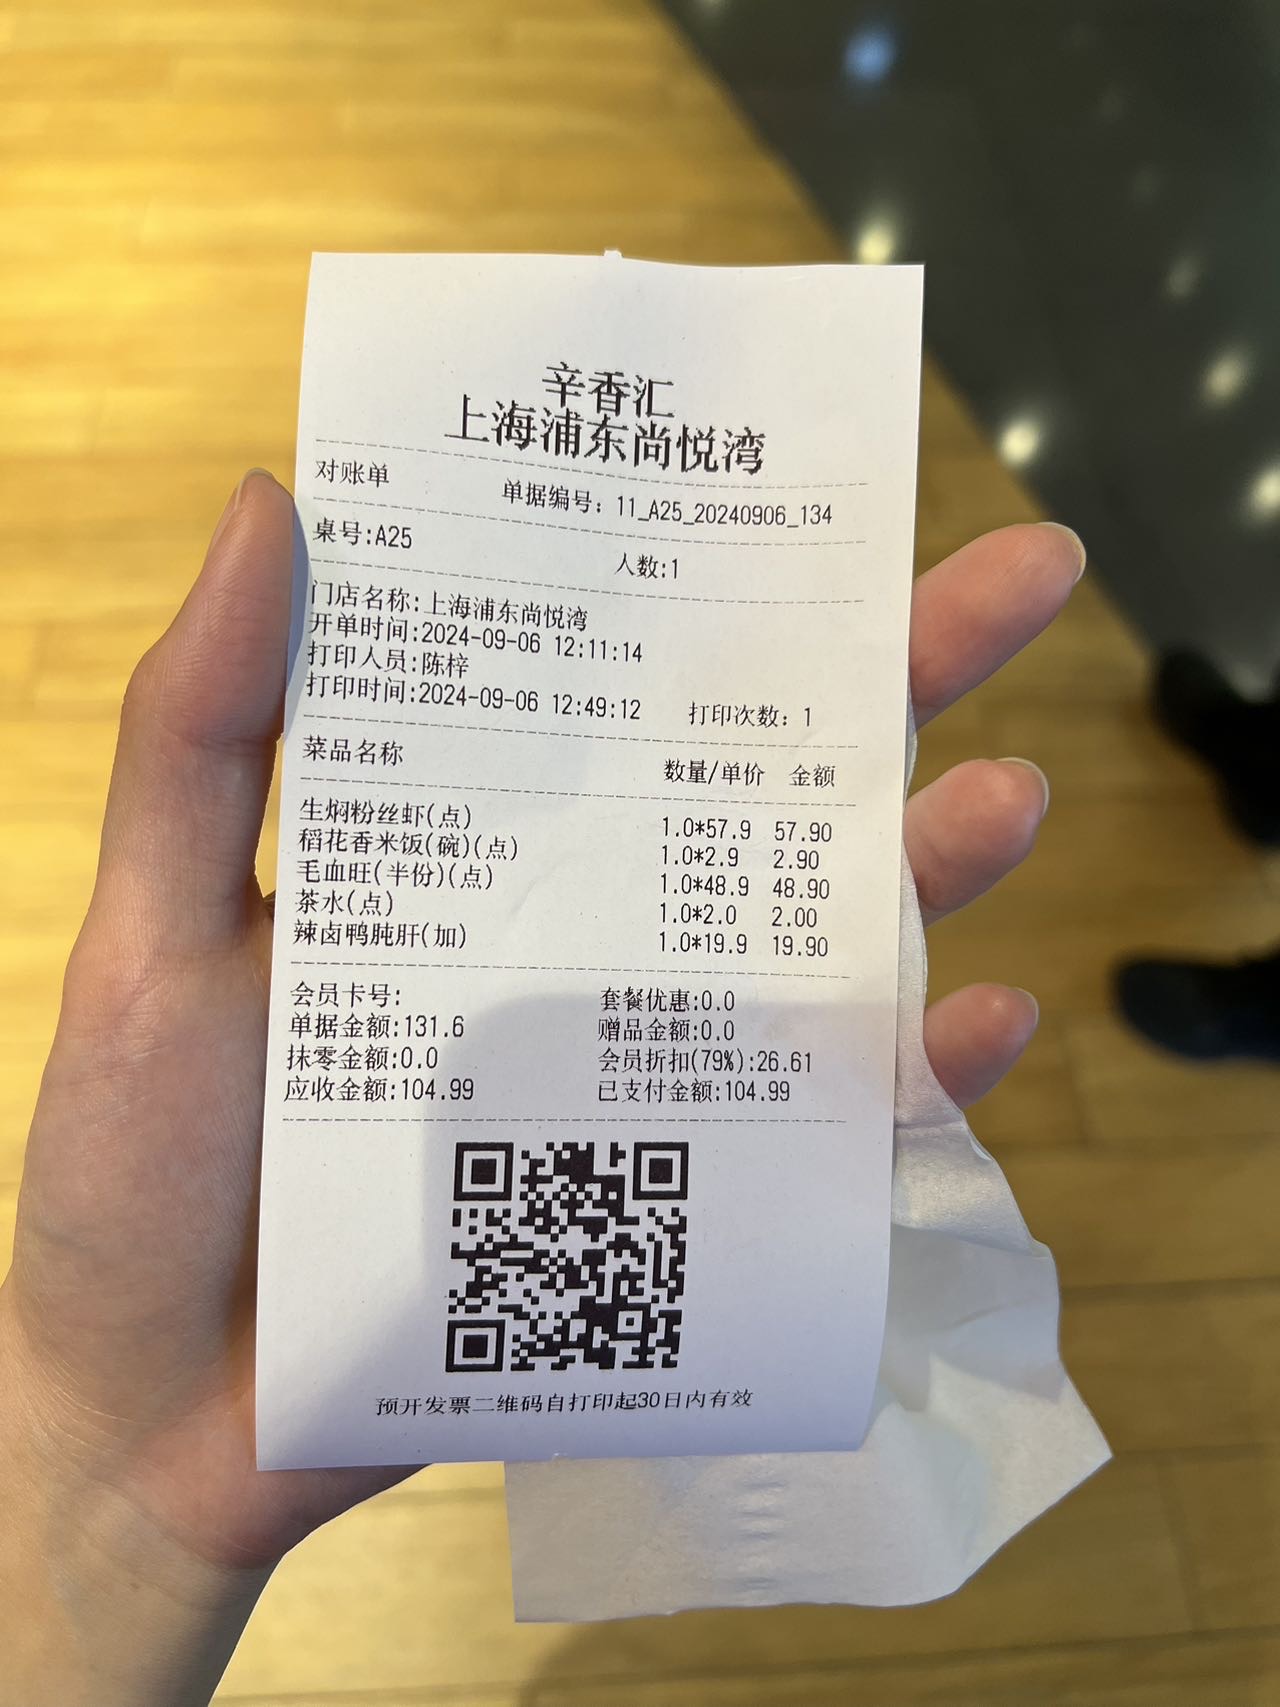 辛香汇
上海浦东尚悦湾
对账单 单据编号：11_A25_20240906_134
桌号:A25 人数:1
门店名称:上海浦东尚悦湾
开单时间:2024-09-06 12:11:14
打印人员:陈梓
打印时间:2024-09-06 12:49:12 打印次数：1
菜品名称 数量/单价 金额
生焖粉丝虾(点) 1.0*57.9 57.90
稻花香米饭(碗)(点) 1.0*2.9 2.90
毛血旺(半份)(点) 1.0*48.9 48.90
茶水(点) 1.0*2.0 2.00
辣卤鸭肫肝(加) 1.0*19.9 19.90
会员卡号: 套餐优惠:0.0
单据金额:131.6 赠品金额:0.0
抹零金额:0.0 会员折扣(79%):26.61
应收金额:104.99 已支付金额:104.99
预开发票二维码自打印起30日内有效